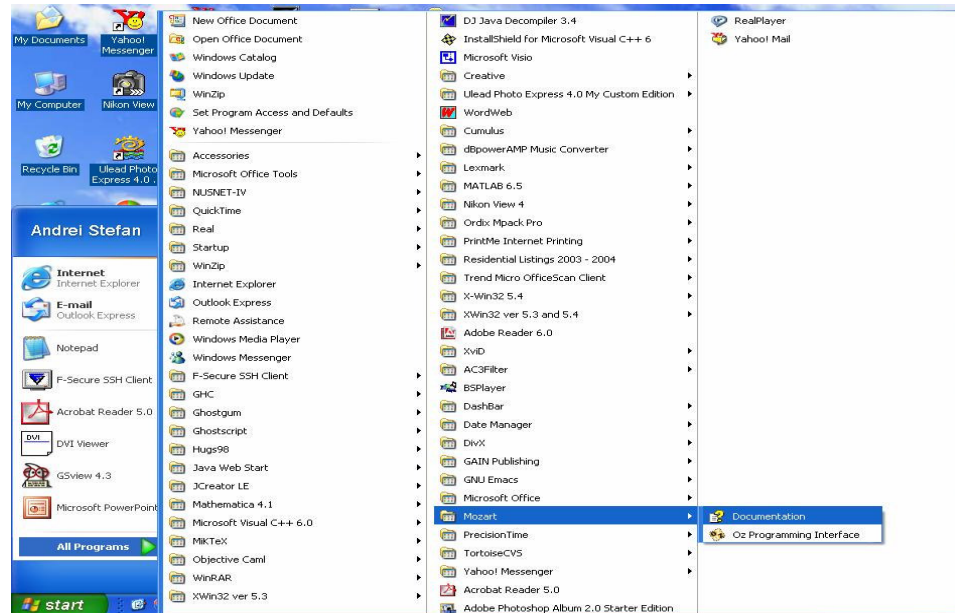 My Documents
Yahoo!
Messenger
My Computer
Nikon View
Recycle Bin
Ulead Photo
Express 4.0 .
Andrei Stefan
Internet
Internet Explorer
E-mail
Outlook Express
Notepad
F-Secure SSH Client
Acrobat Reader 5.0
DVI
DVI Viewer
GSview 4.3
Microsoft PowerPoint
All Programs
start
New Office Document
Open Office Document
Windows Catalog
Windows Update
WinZip
Set Program Access and Defaults
Yahoo! Messenger
Accessories
Microsoft Office Tools
NUSNET-IV
QuickTime
Real
Startup
WinZip
Internet Explorer
Outlook Express
Remote Assistance
Windows Media Player
Windows Messenger
F-Secure SSH Client
GHC
Ghostgum
Ghostscript
Hugs98
Java Web Start
JCreator LE
Mathematica 4.1
Microsoft Visual C++ 6.0
MiKTeX
Objective Caml
WinRAR
XWin32 ver 5.3
DJ Java Decompiler 3.4
InstallShield for Microsoft Visual C++ 6
Microsoft Visio
Creative
Ulead Photo Express 4.0 My Custom Edition
WordWeb
Cumulus
dBpowerAMP Music Converter
Lexmark
MATLAB 6.5
Nikon View 4
Ordix Mpack Pro
PrintMe Internet Printing
Residential Listings 2003 - 2004
Trend Micro OfficeScan Client
X-Win32 5.4
XWin32 ver 5.3 and 5.4
Adobe Reader 6.0
XviD
AC3Filter
BSPlayer
DashBar
Date Manager
DivX
GAIN Publishing
GNU Emacs
Microsoft Office
Mozart
PrecisionTime
TortoiseCVS
Yahoo! Messenger
Acrobat Reader 5.0
Adobe Photoshop Album 2.0 Starter Edition
RealPlayer
Yahoo! Mail
Documentation
Oz Programming Interface